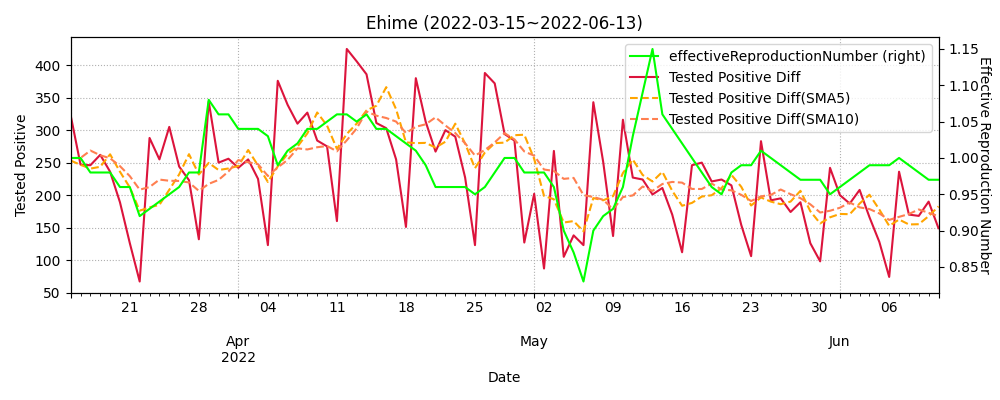 Ehime (2022-03-15~2022-06-13)
effectiveReproductionNumber (right)
Tested Positive Diff
Tested Positive Diff(SMA5)
Tested Positive Diff(SMA10)
Tested Positive
400
350
300
250
200
150
100
50
1.15
1.10
1.05
1.00
0.95
0.90
0.85
Effective Reproduction Number
21 28 04 11 18 25 02 09 16 23 30 06
Apr May Jun
2022
Date